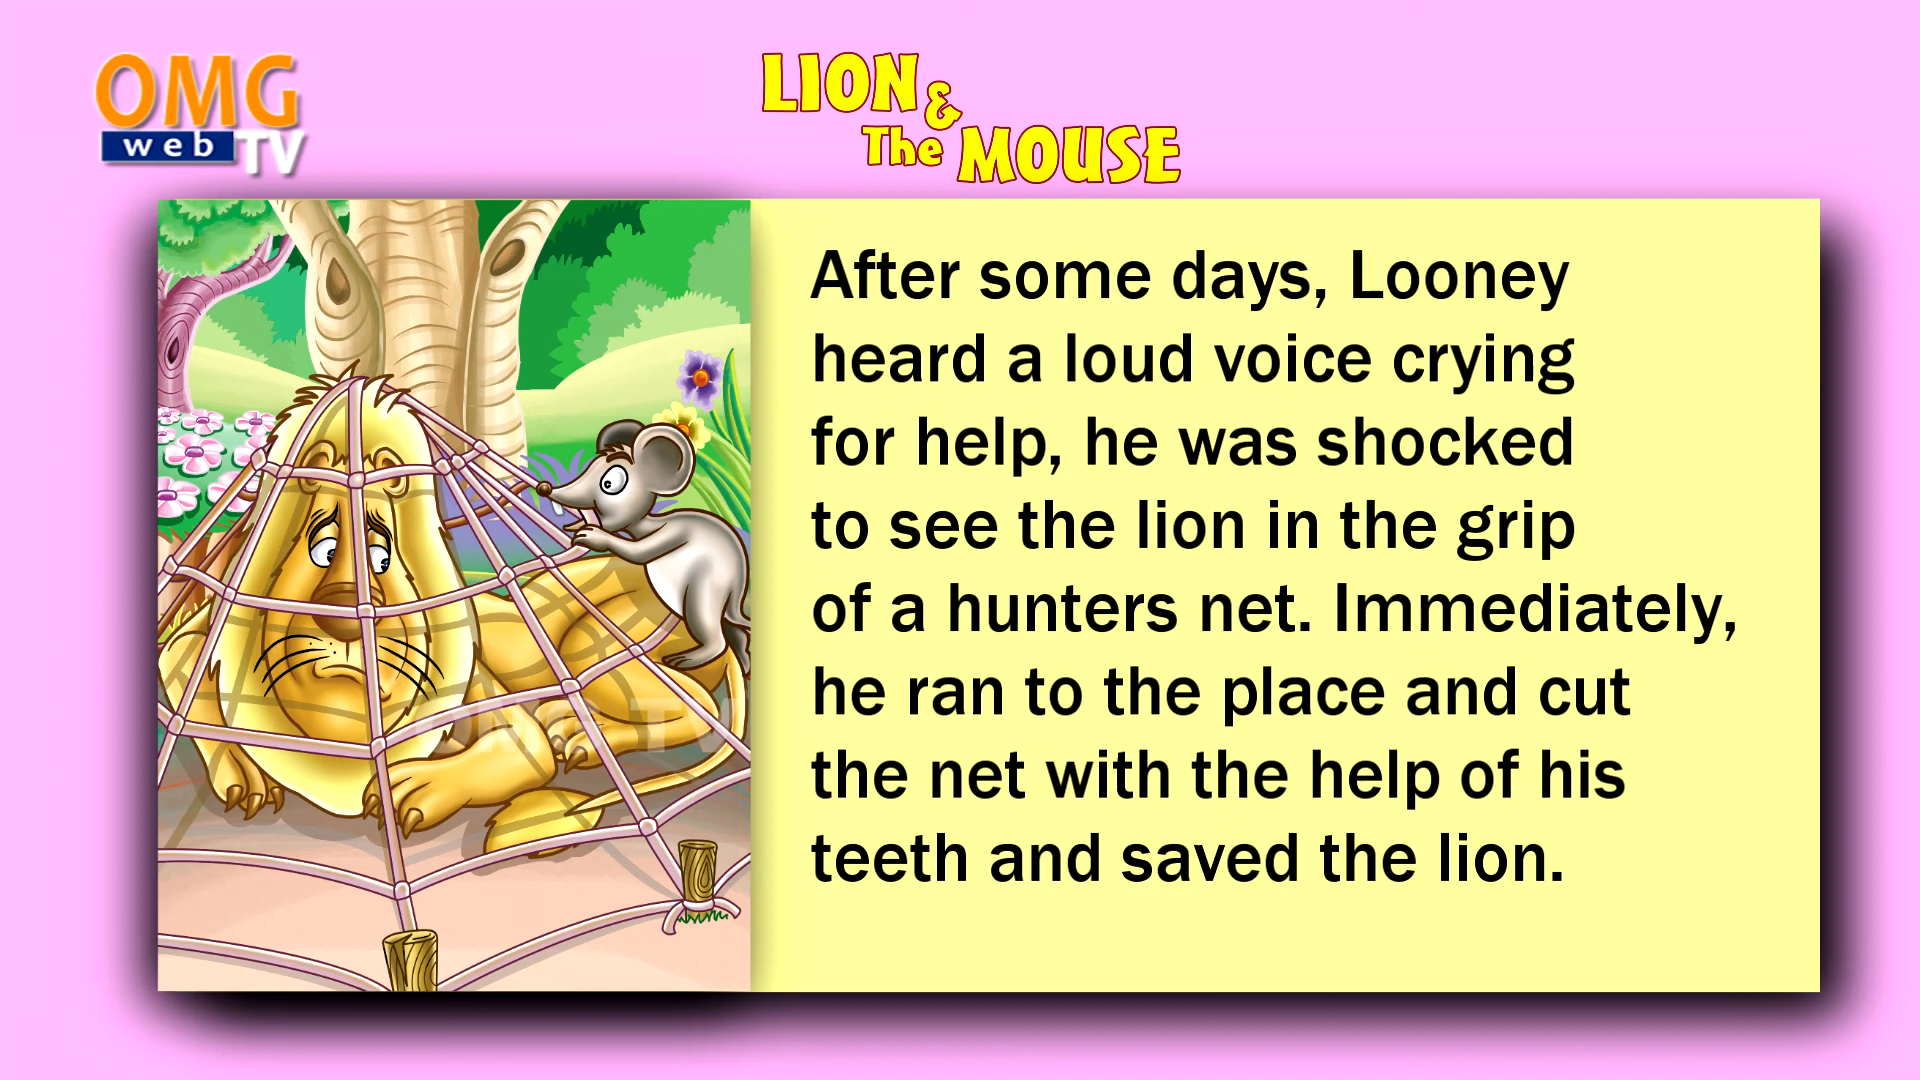 OMG
web TV
LION &
The MOUSE
After some days, Looney
heard a loud voice crying
for help, he was shocked
to see the lion in the grip
of a hunters net. Immediately,
he ran to the place and cut
the net with the help of his
teeth and saved the lion.
OMG TV